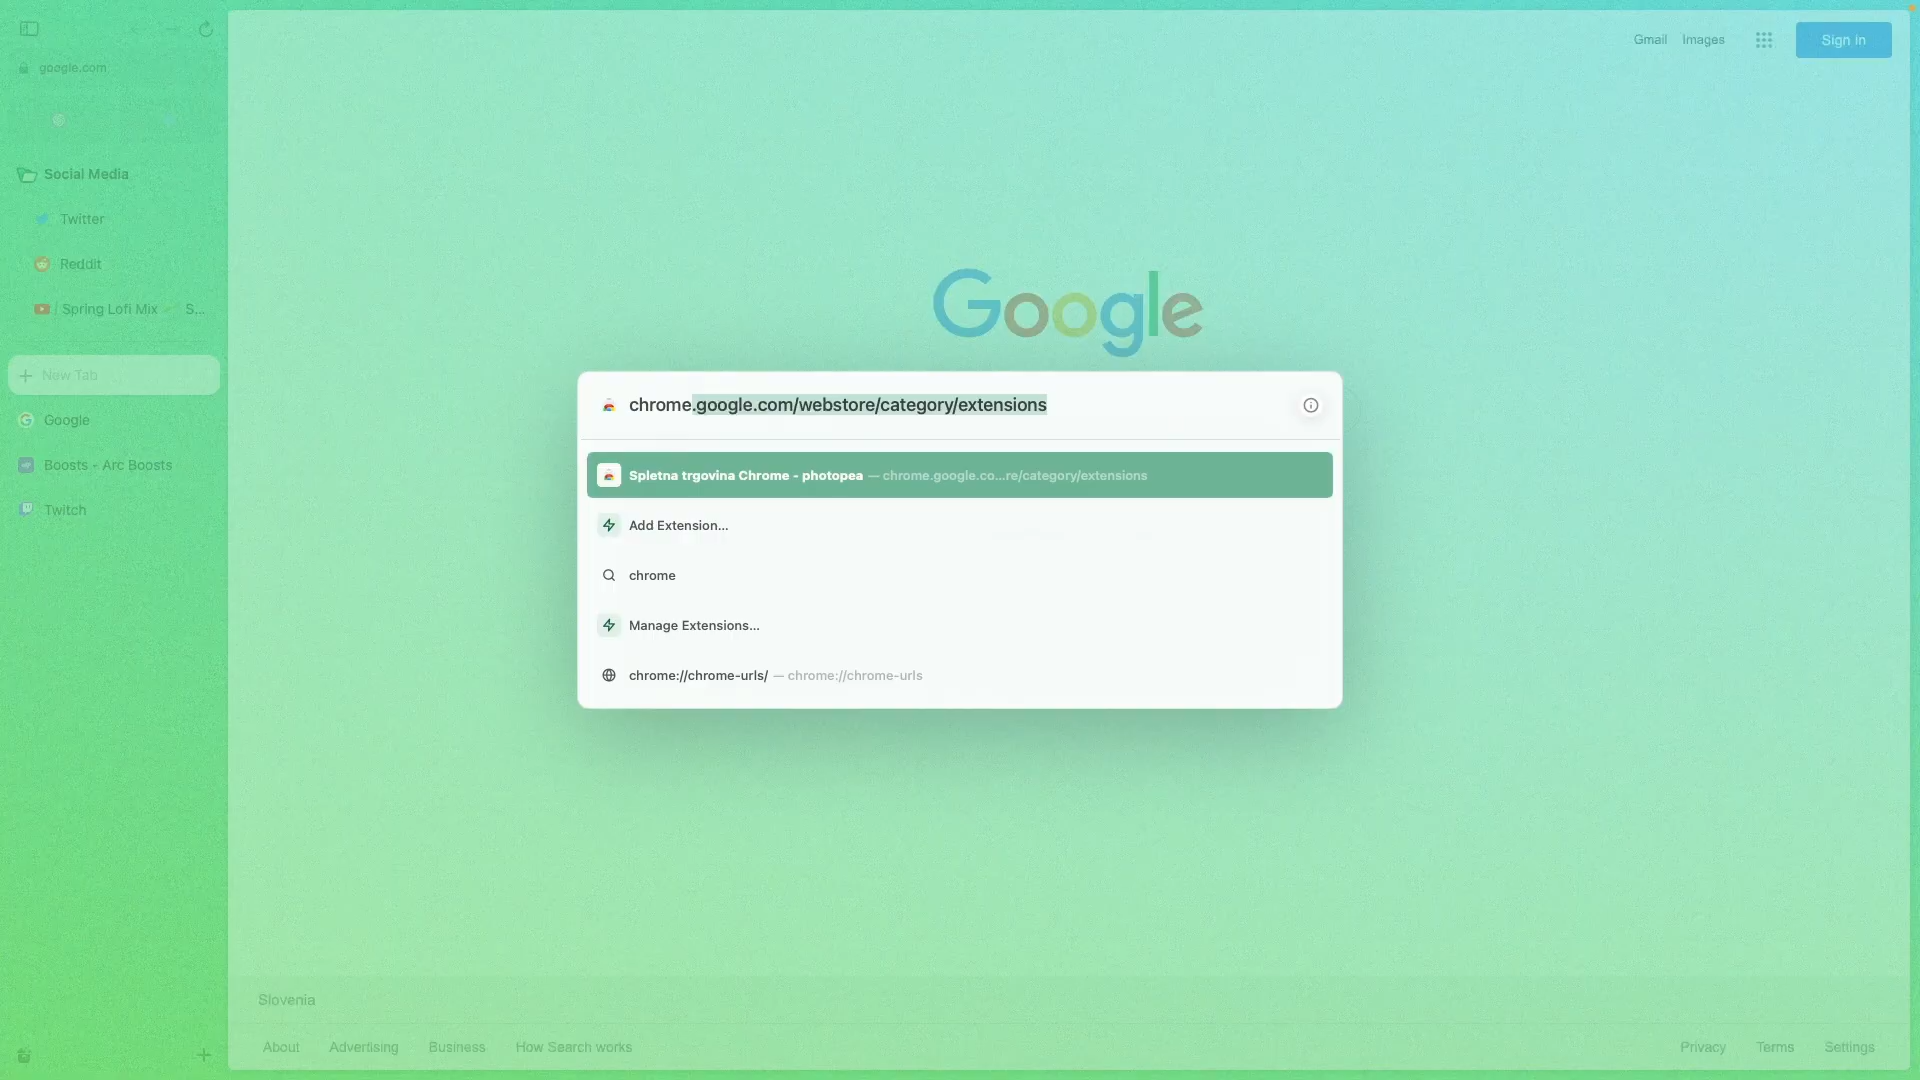 google.com
Gmail Images Sign in
Social Media
Twitter
Reddit
Spring Lofi Mix S...
New Tab
Google
Boosts - Arc Boosts
Twitch
Google
chrome.google.com/webstore/category/extensions
Spletna trgovina Chrome - photopea — chrome.google.co...re/category/extensions
Add Extension...
chrome
Manage Extensions...
chrome://chrome-urls/ — chrome://chrome-urls
Slovenia
About Advertising Business How Search works Privacy Terms Settings